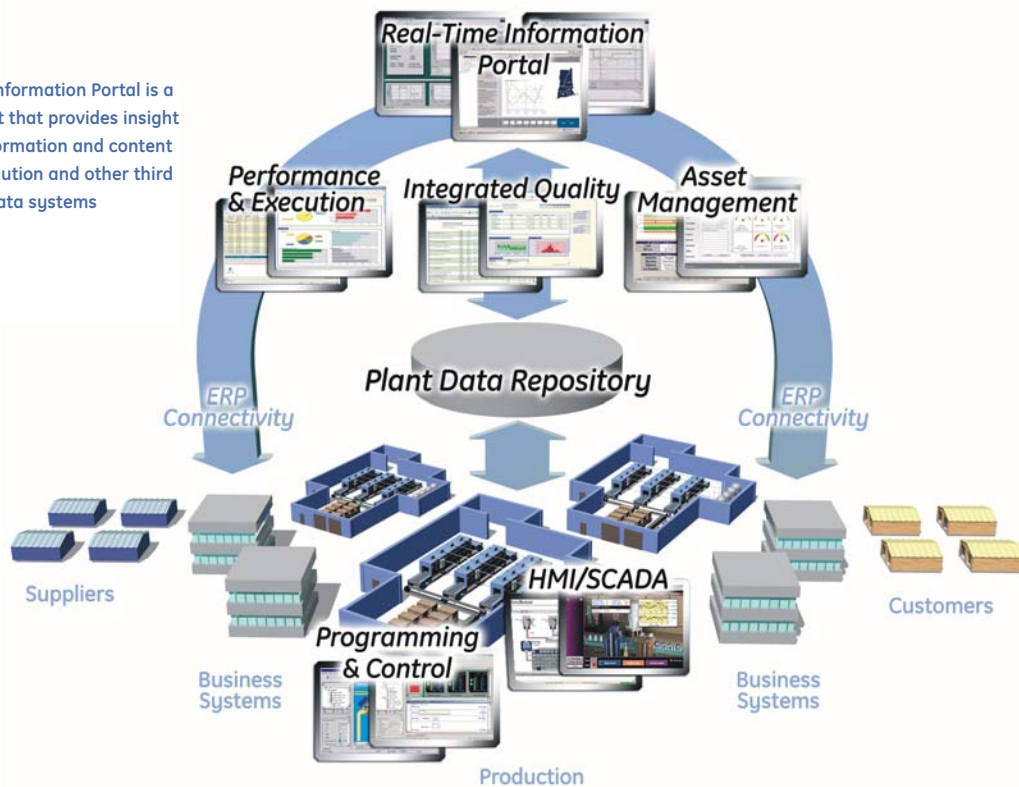 Real-Time Information
Portal
nformation Portal is a
t that provides insight
ormation and content
ution and other third
ata systems
Performance
& Execution
Integrated Quality
Asset
Management
Plant Data Repository
ERP
Connectivity
ERP
Connectivity
Suppliers
Customers
HMI/SCADA
Programming
& Control
Business
Systems
Business
Systems
Production